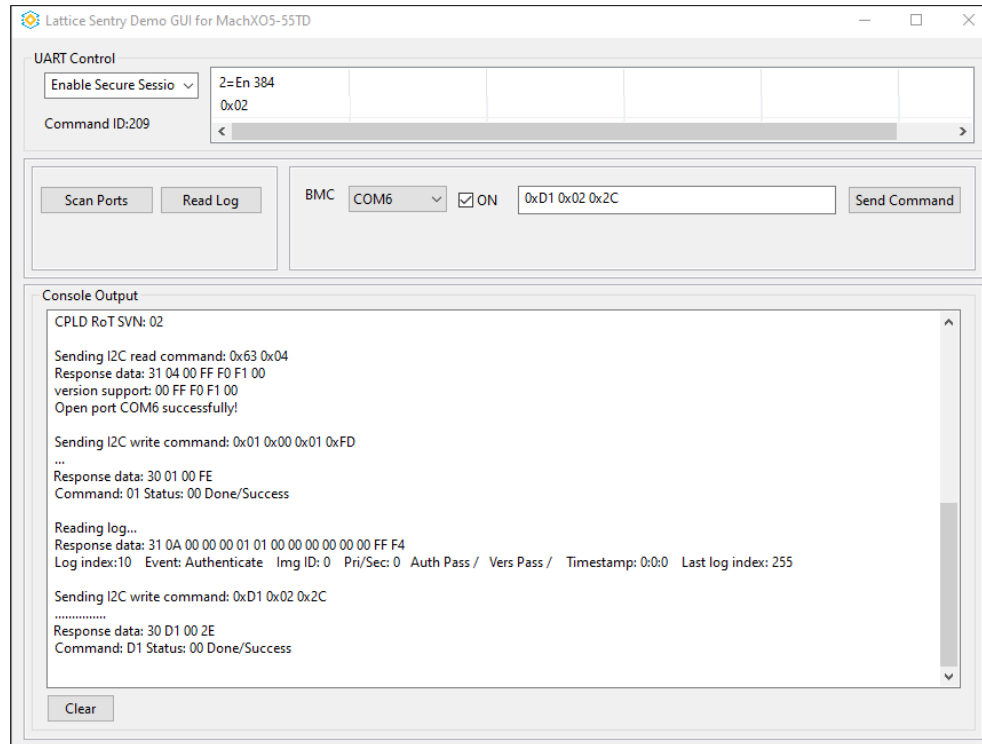 Lattice Sentry Demo GUI for MachXO5-55TD
UART Control
Enable Secure Sessio
2=En 384
0x02
Command ID:209
Scan Ports
Read Log
BMC
COM6
ON
0xD1 0x02 0x2C
Send Command
Console Output
CPLD RoT SVN: 02
Sending I2C read command: 0x63 0x04
Response data: 31 04 00 FF F0 F1 00
version support: 00 FF F0 F1 00
Open port COM6 successfully!
Sending I2C write command: 0x01 0x00 0x01 0xFD
...
Response data: 30 01 00 FE
Command: 01 Status: 00 Done/Success
Reading log...
Response data: 31 0A 00 00 00 01 01 00 00 00 00 00 00 FF F4
Log index:10 Event: Authenticate Img ID: 0 Pri/Sec: 0 Auth Pass / Vers Pass / Timestamp: 0:0:0 Last log index: 255
Sending I2C write command: 0xD1 0x02 0x2C
...............
Response data: 30 D1 00 2E
Command: D1 Status: 00 Done/Success
Clear